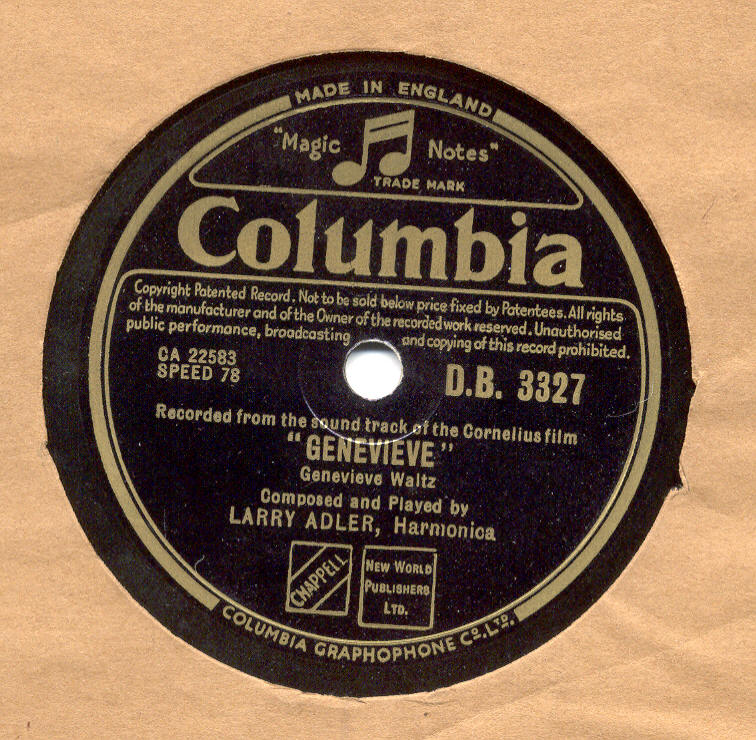 MADE IN ENGLAND
"Magic Notes"
TRADE MARK
Columbia
Copyright Patented Record. Not to be sold below price fixed by Patentees. All rights
of the manufacturer and of the Owner of the recorded work reserved. Unauthorised
public performance, broadcasting and copying of this record prohibited.
CA 22583
SPEED 78
D.B. 3327
Recorded from the sound track of the Cornelius film
"GENEVIEVE"
Genevieve Waltz
Composed and Played by
LARRY ADLER, Harmonica
CHAPPELL
NEW WORLD
PUBLISHERS
LTD.
COLUMBIA GRAPHOPHONE Co. LTD.